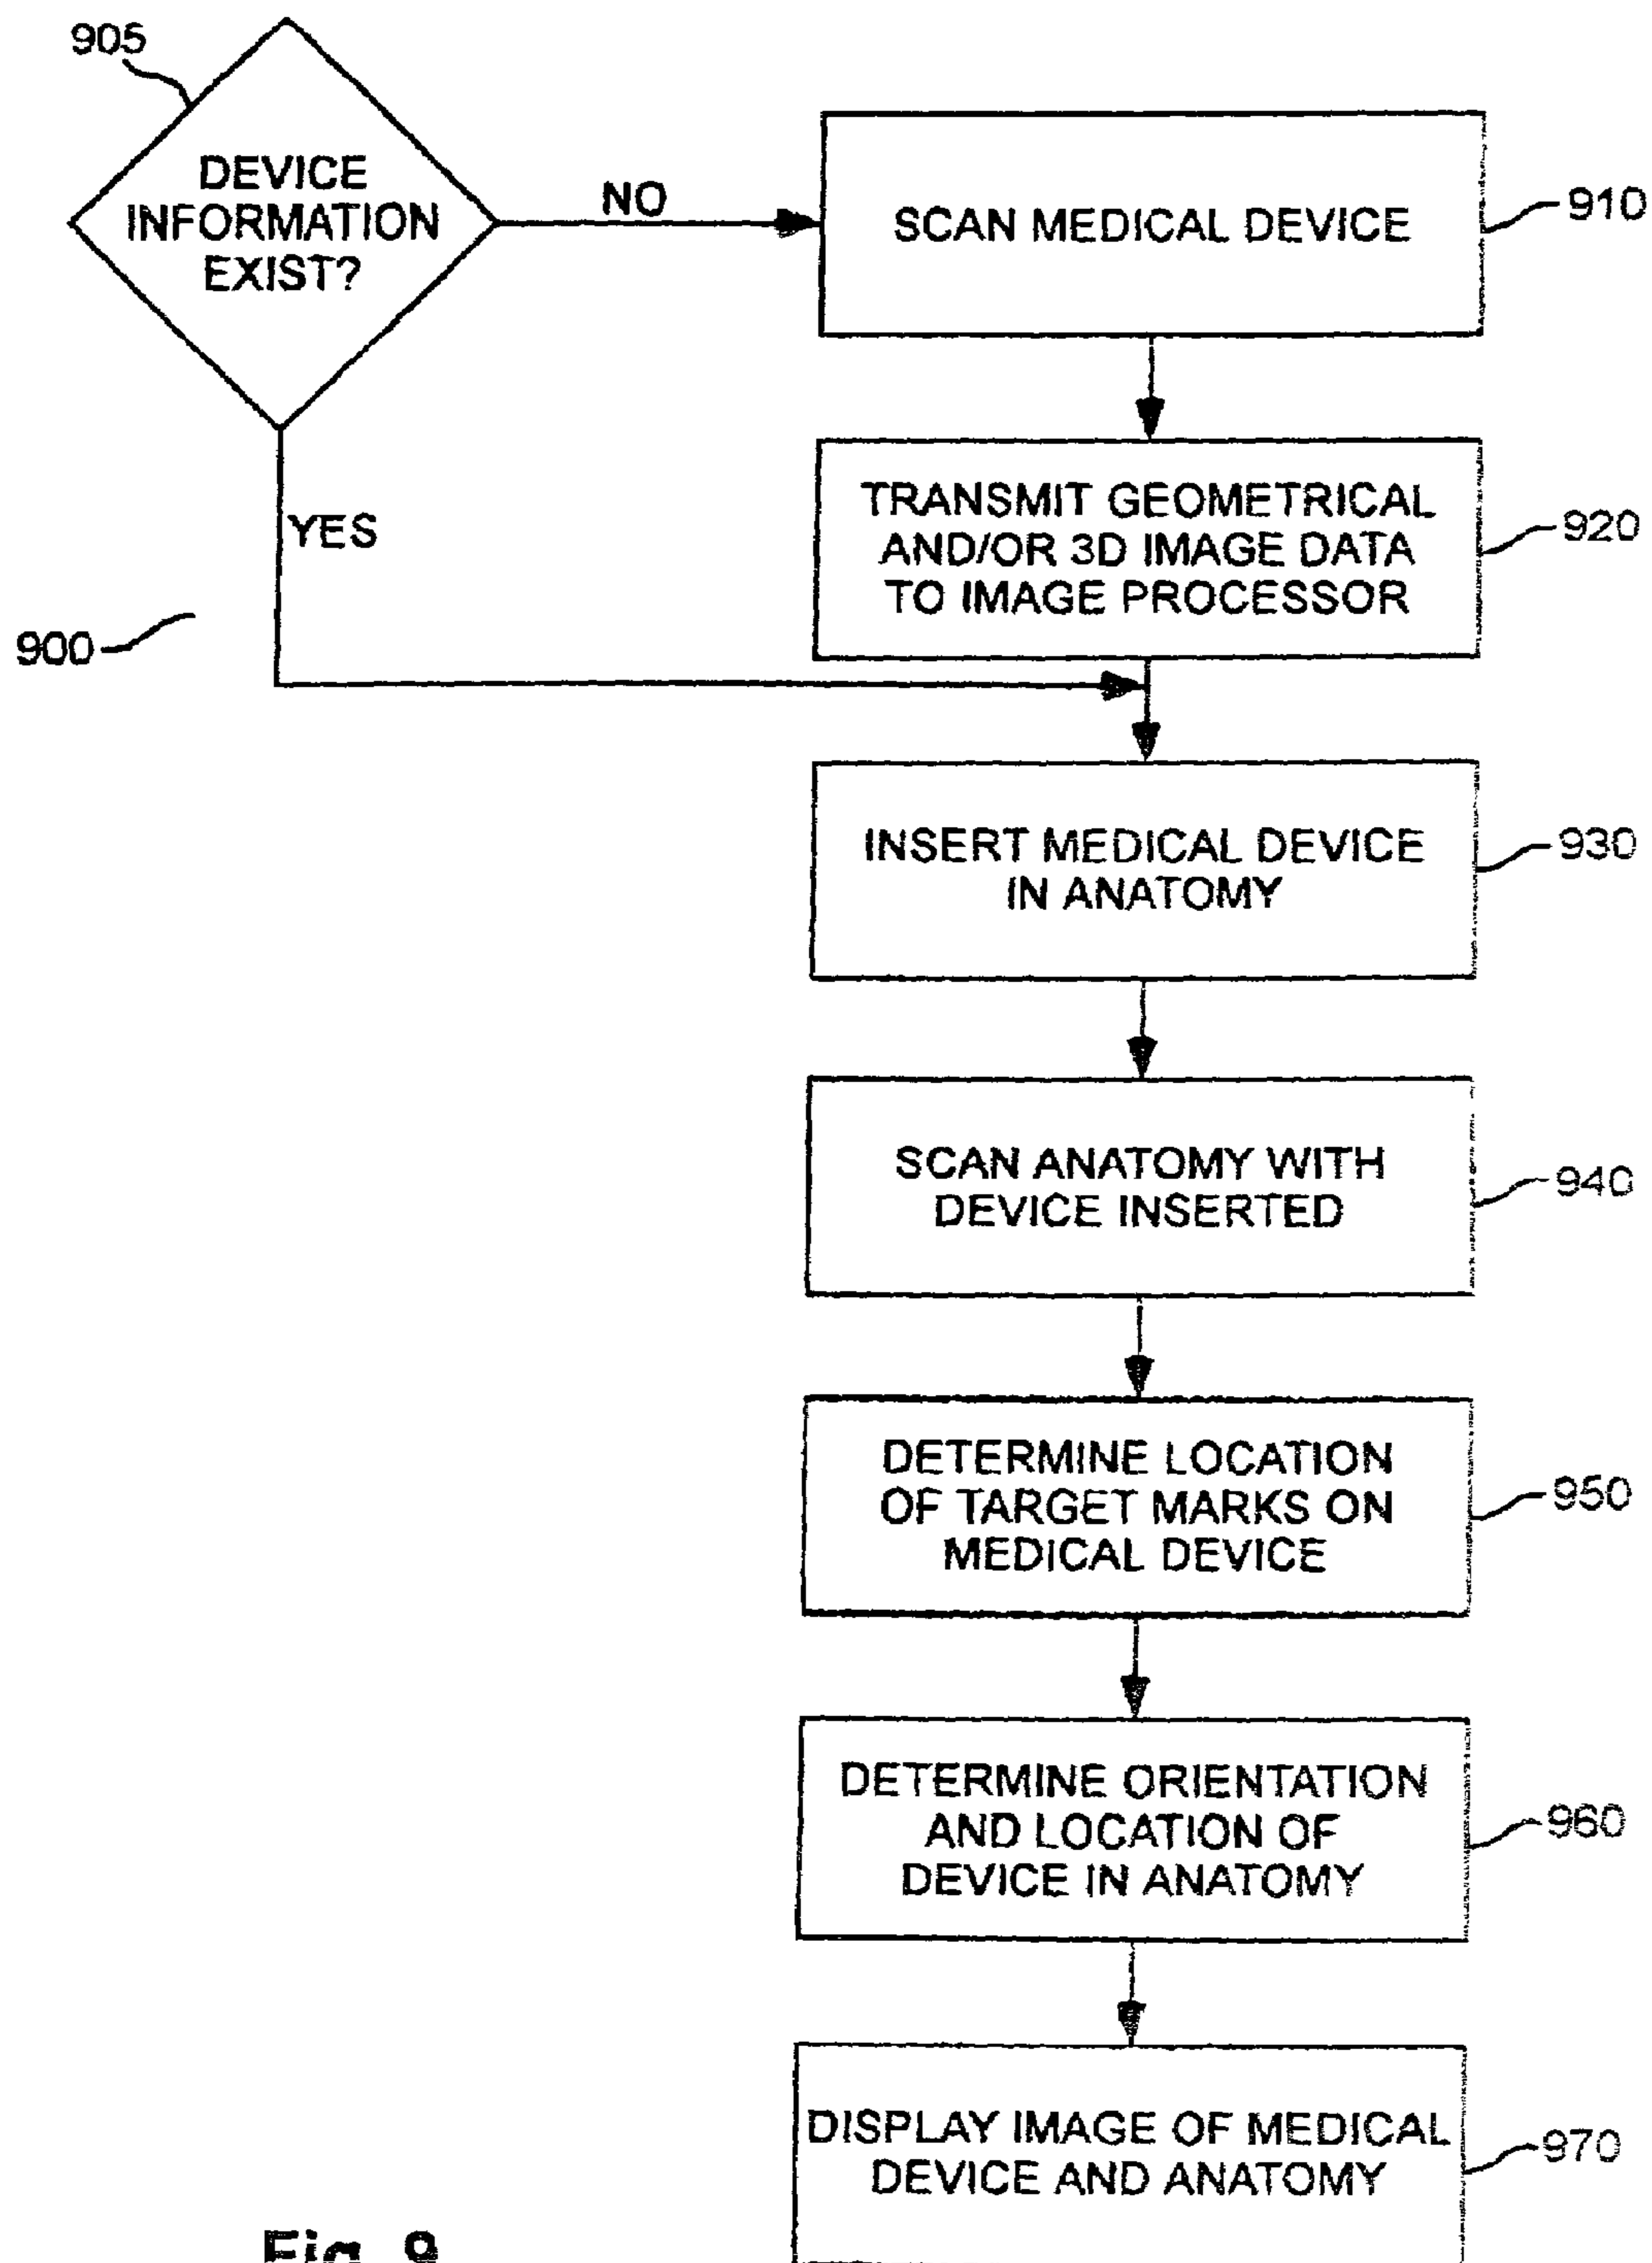 905
DEVICE
INFORMATION
EXIST?
NO
SCAN MEDICAL DEVICE
910
TRANSMIT GEOMETRICAL
AND/OR 3D IMAGE DATA
TO IMAGE PROCESSOR
920
YES
900
INSERT MEDICAL DEVICE
IN ANATOMY
930
SCAN ANATOMY WITH
DEVICE INSERTED
940
DETERMINE LOCATION
OF TARGET MARKS ON
MEDICAL DEVICE
950
DETERMINE ORIENTATION
AND LOCATION OF
DEVICE IN ANATOMY
960
DISPLAY IMAGE OF MEDICAL
DEVICE AND ANATOMY
970
Fig. 9